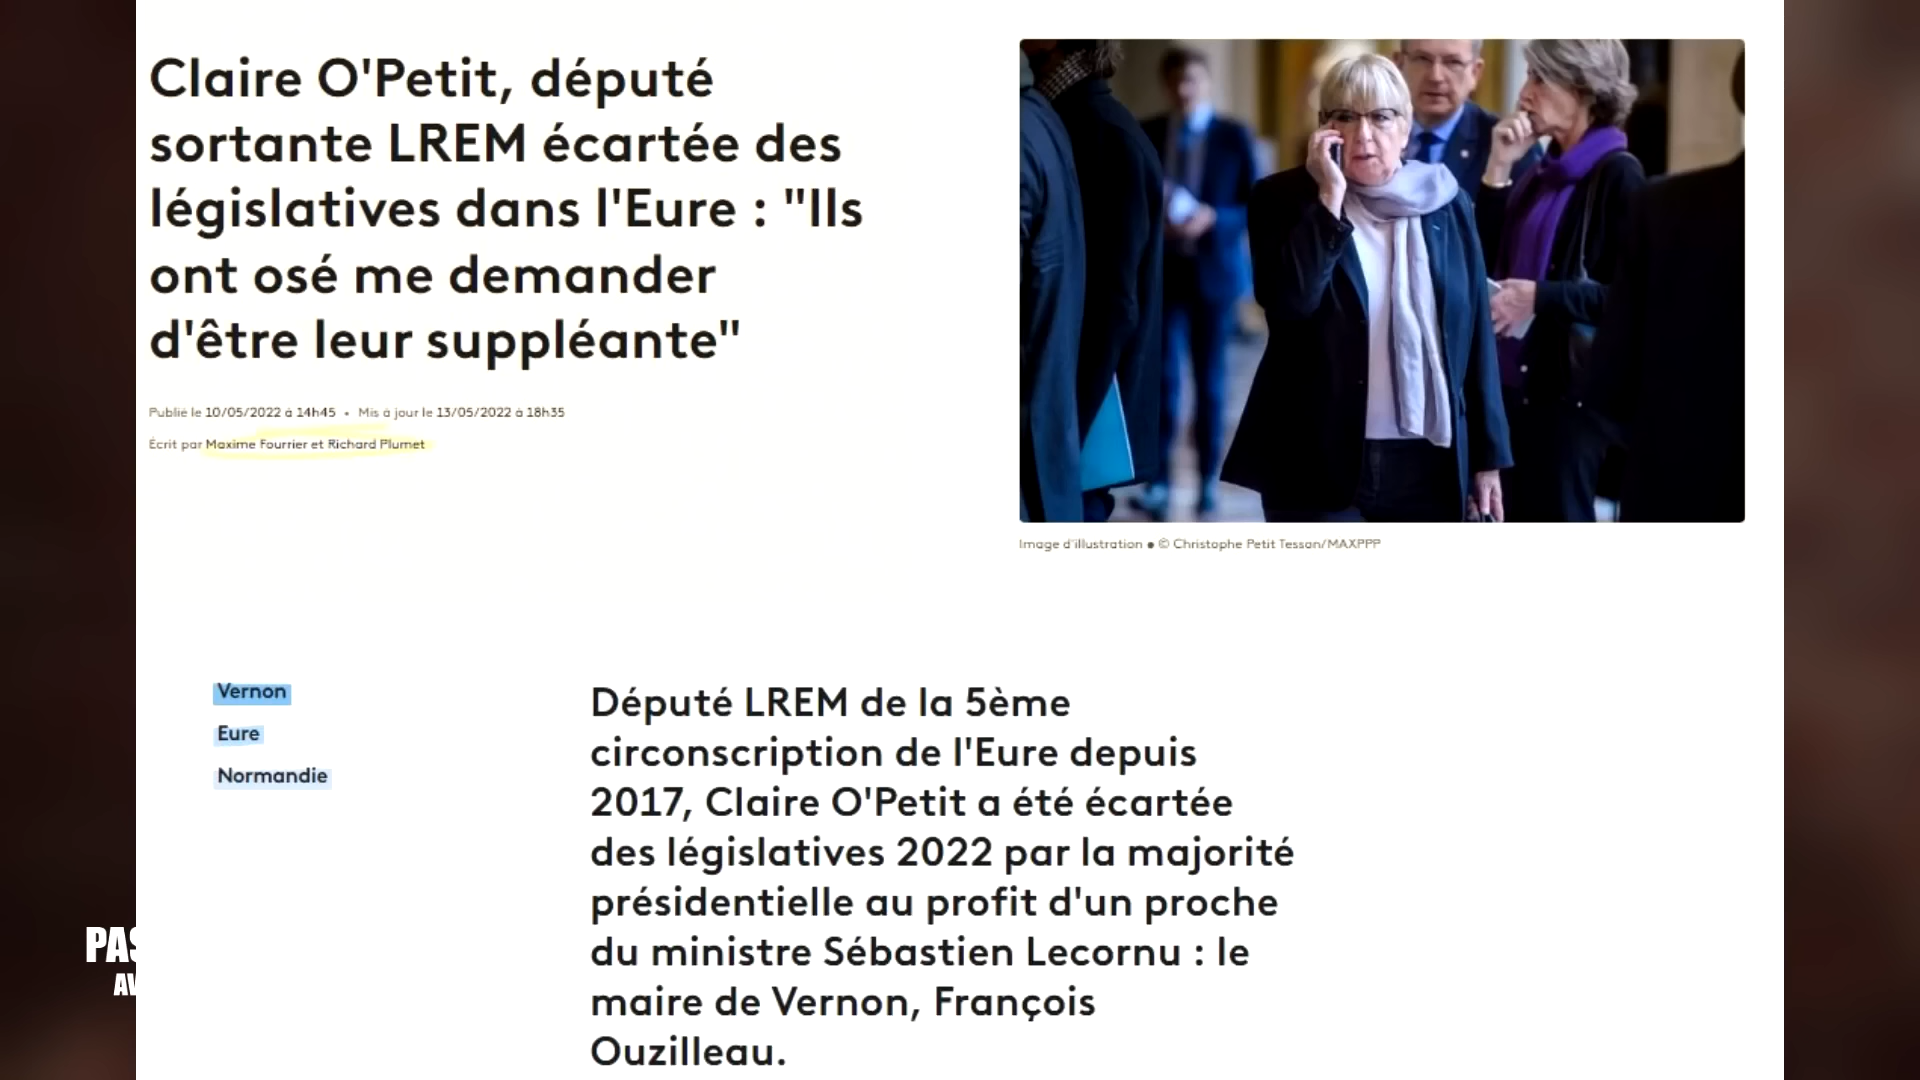 Claire O'Petit, député
sortante LREM écartée des
législatives dans l'Eure : "Ils
ont osé me demander
d'être leur suppléante"
Publié le 10/05/2022 à 14h45 • Mis à jour le 13/05/2022 à 18h35
Écrit par Maxime Fourrier et Richard Plumet
Image d'illustration • © Christophe Petit Tesson/MAXPPP
Vernon
Eure
Normandie
Député LREM de la 5ème
circonscription de l'Eure depuis
2017, Claire O'Petit a été écartée
des législatives 2022 par la majorité
présidentielle au profit d'un proche
du ministre Sébastien Lecornu : le
maire de Vernon, François
Ouzilleau.
PAS
AV